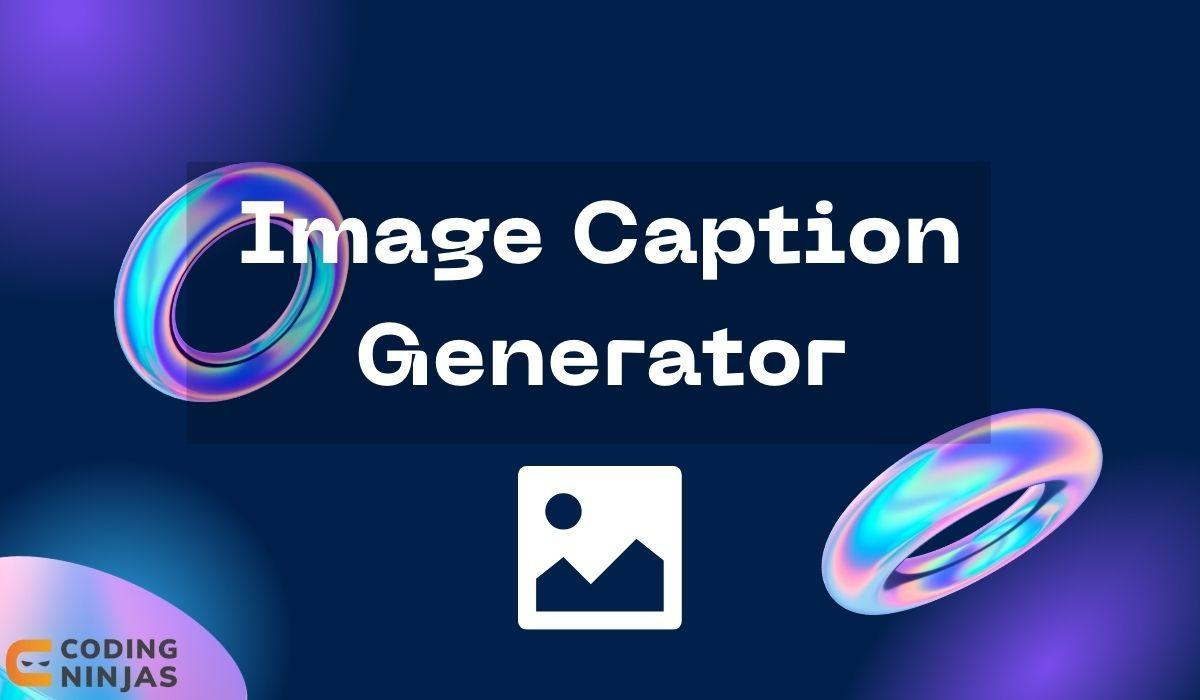 Image Caption
Generator
CODING
NINJAS